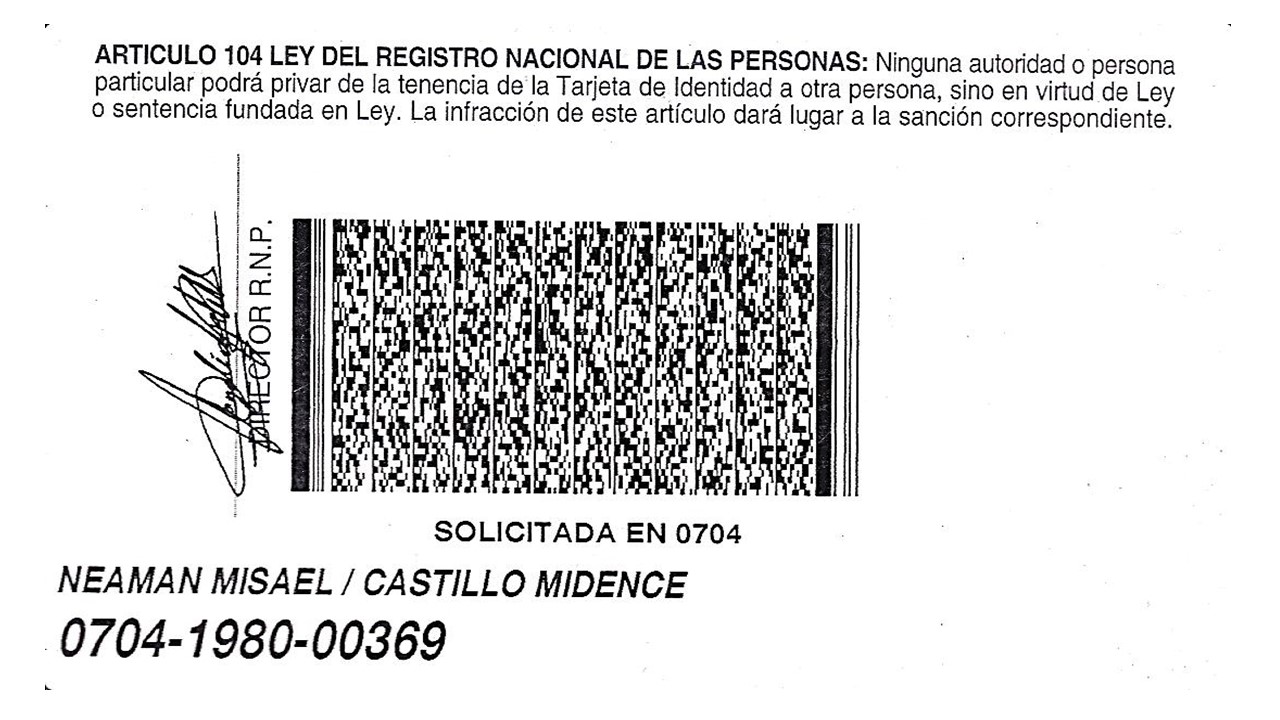 ARTICULO 104 LEY DEL REGISTRO NACIONAL DE LAS PERSONAS: Ninguna autoridad o persona
particular podrá privar de la tenencia de la Tarjeta de Identidad a otra persona, sino en virtud de Ley
o sentencia fundada en Ley. La infracción de este artículo dará lugar a la sanción correspondiente.
DIRECTOR R.N.P.
SOLICITADA EN 0704
NEAMAN MISAEL / CASTILLO MIDENCE
0704-1980-00369